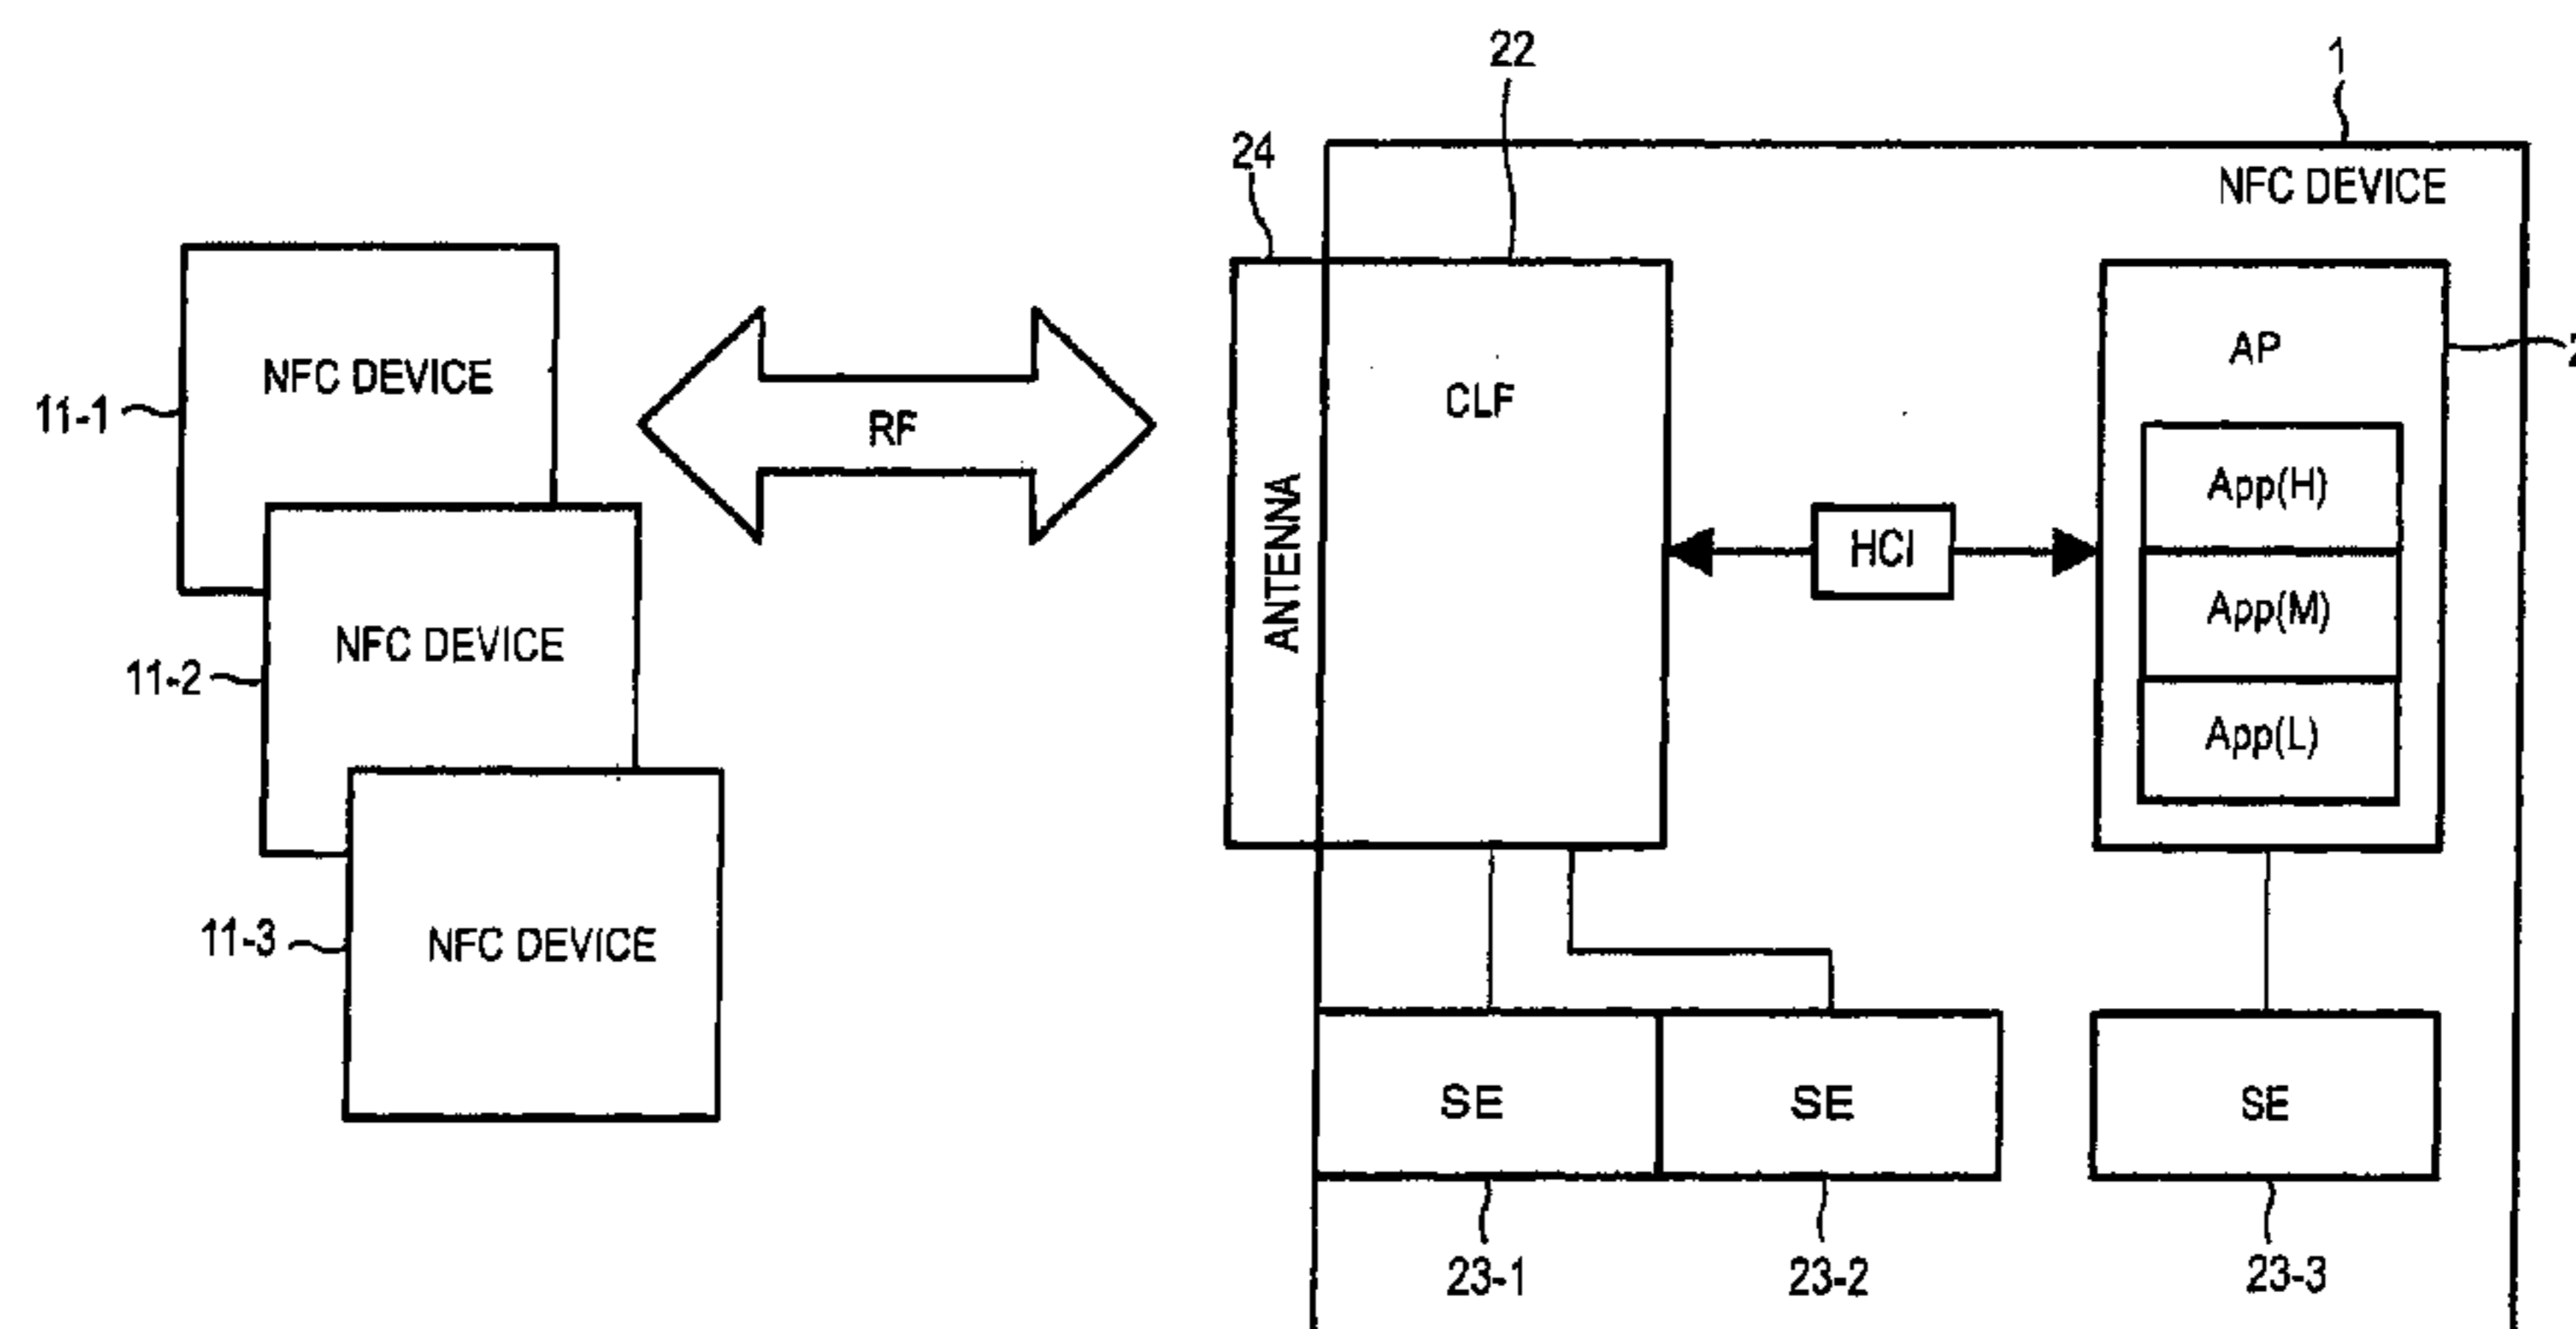 22
1
24
NFC DEVICE
NFC DEVICE
11-1
RF
CLF
AP
ANTENNA
HCI
App(H)
App(M)
App(L)
NFC DEVICE
11-2
NFC DEVICE
11-3
SE
SE
SE
23-1
23-2
23-3